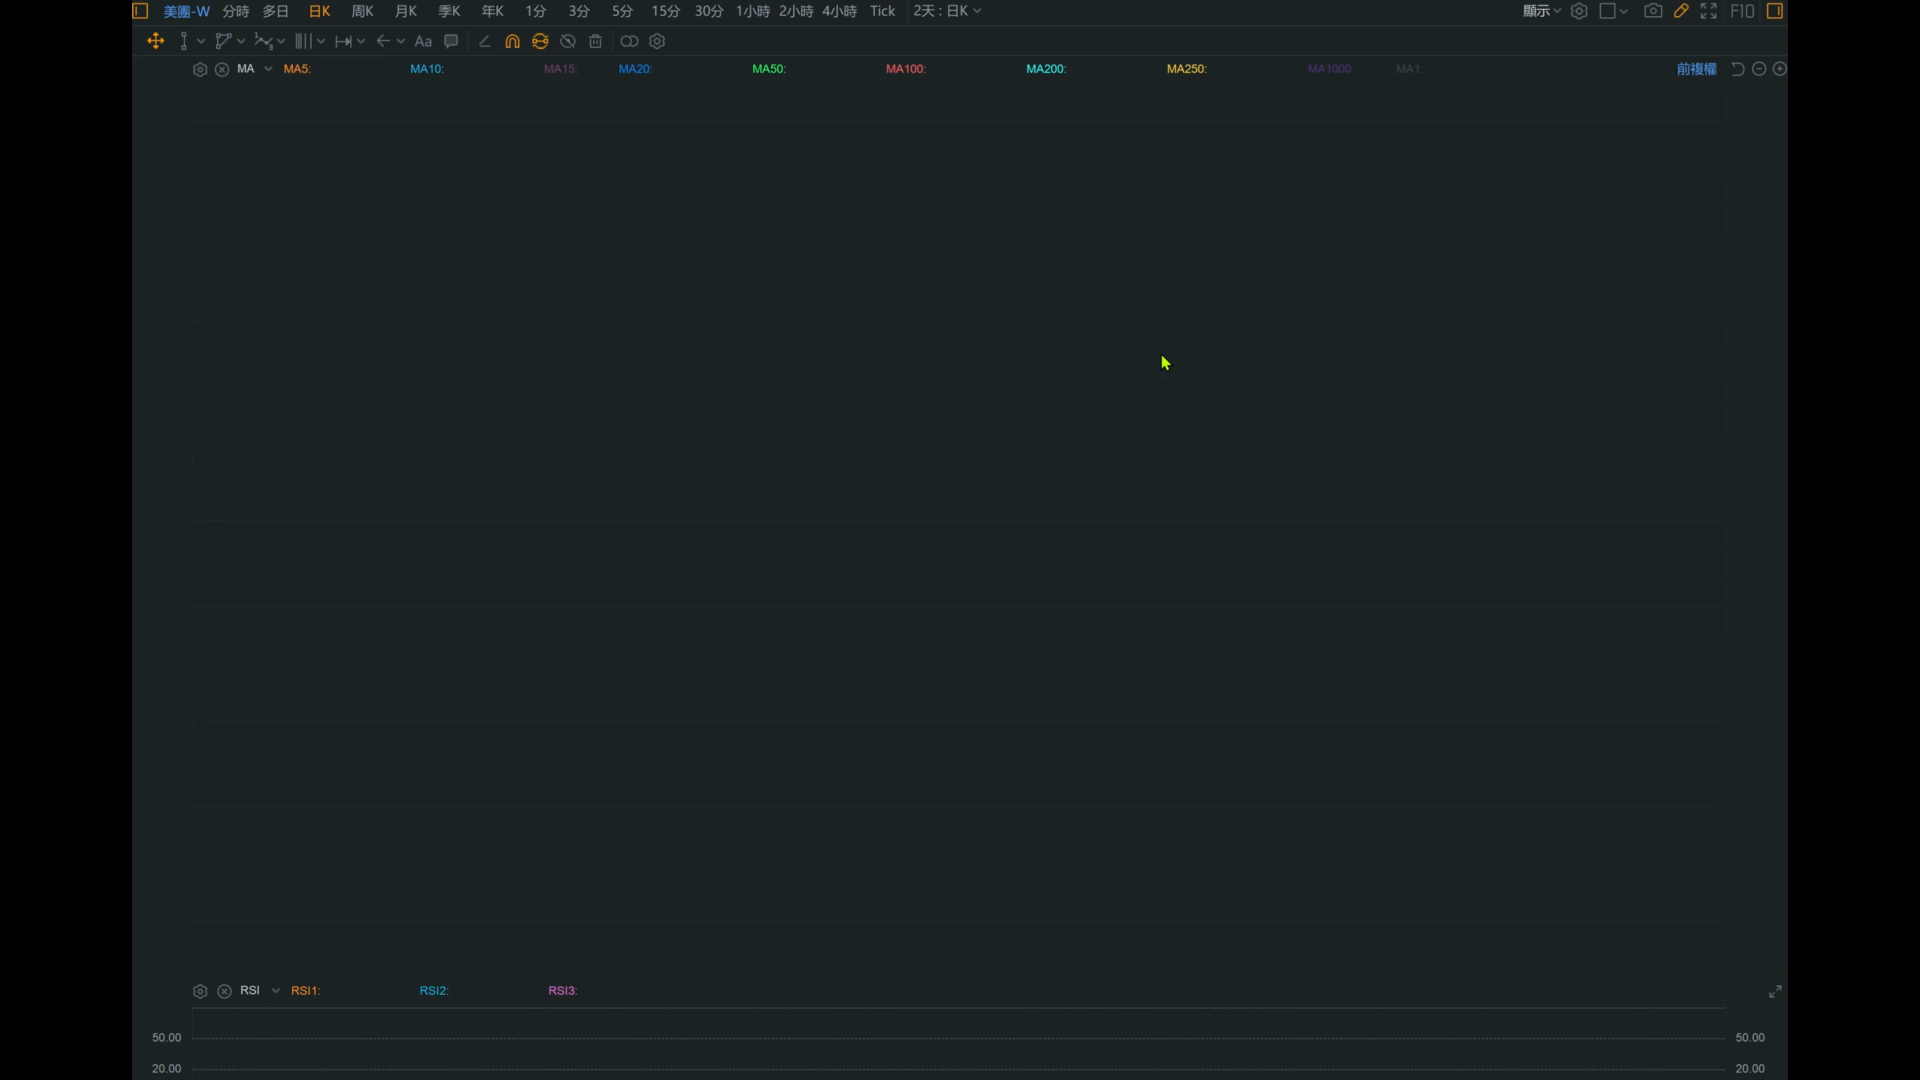 美團-W 分時 多日 日K 周K 月K 季K 年K 1分 3分 5分 15分 30分 1小時 2小時 4小時 Tick 2天 : 日K 顯示 F10
Aa
MA MA5: MA10: MA15: MA20: MA50: MA100: MA200: MA250: MA1000: MA1: 前複權
RSI RSI1: RSI2: RSI3:
50.00 50.00
20.00 20.00